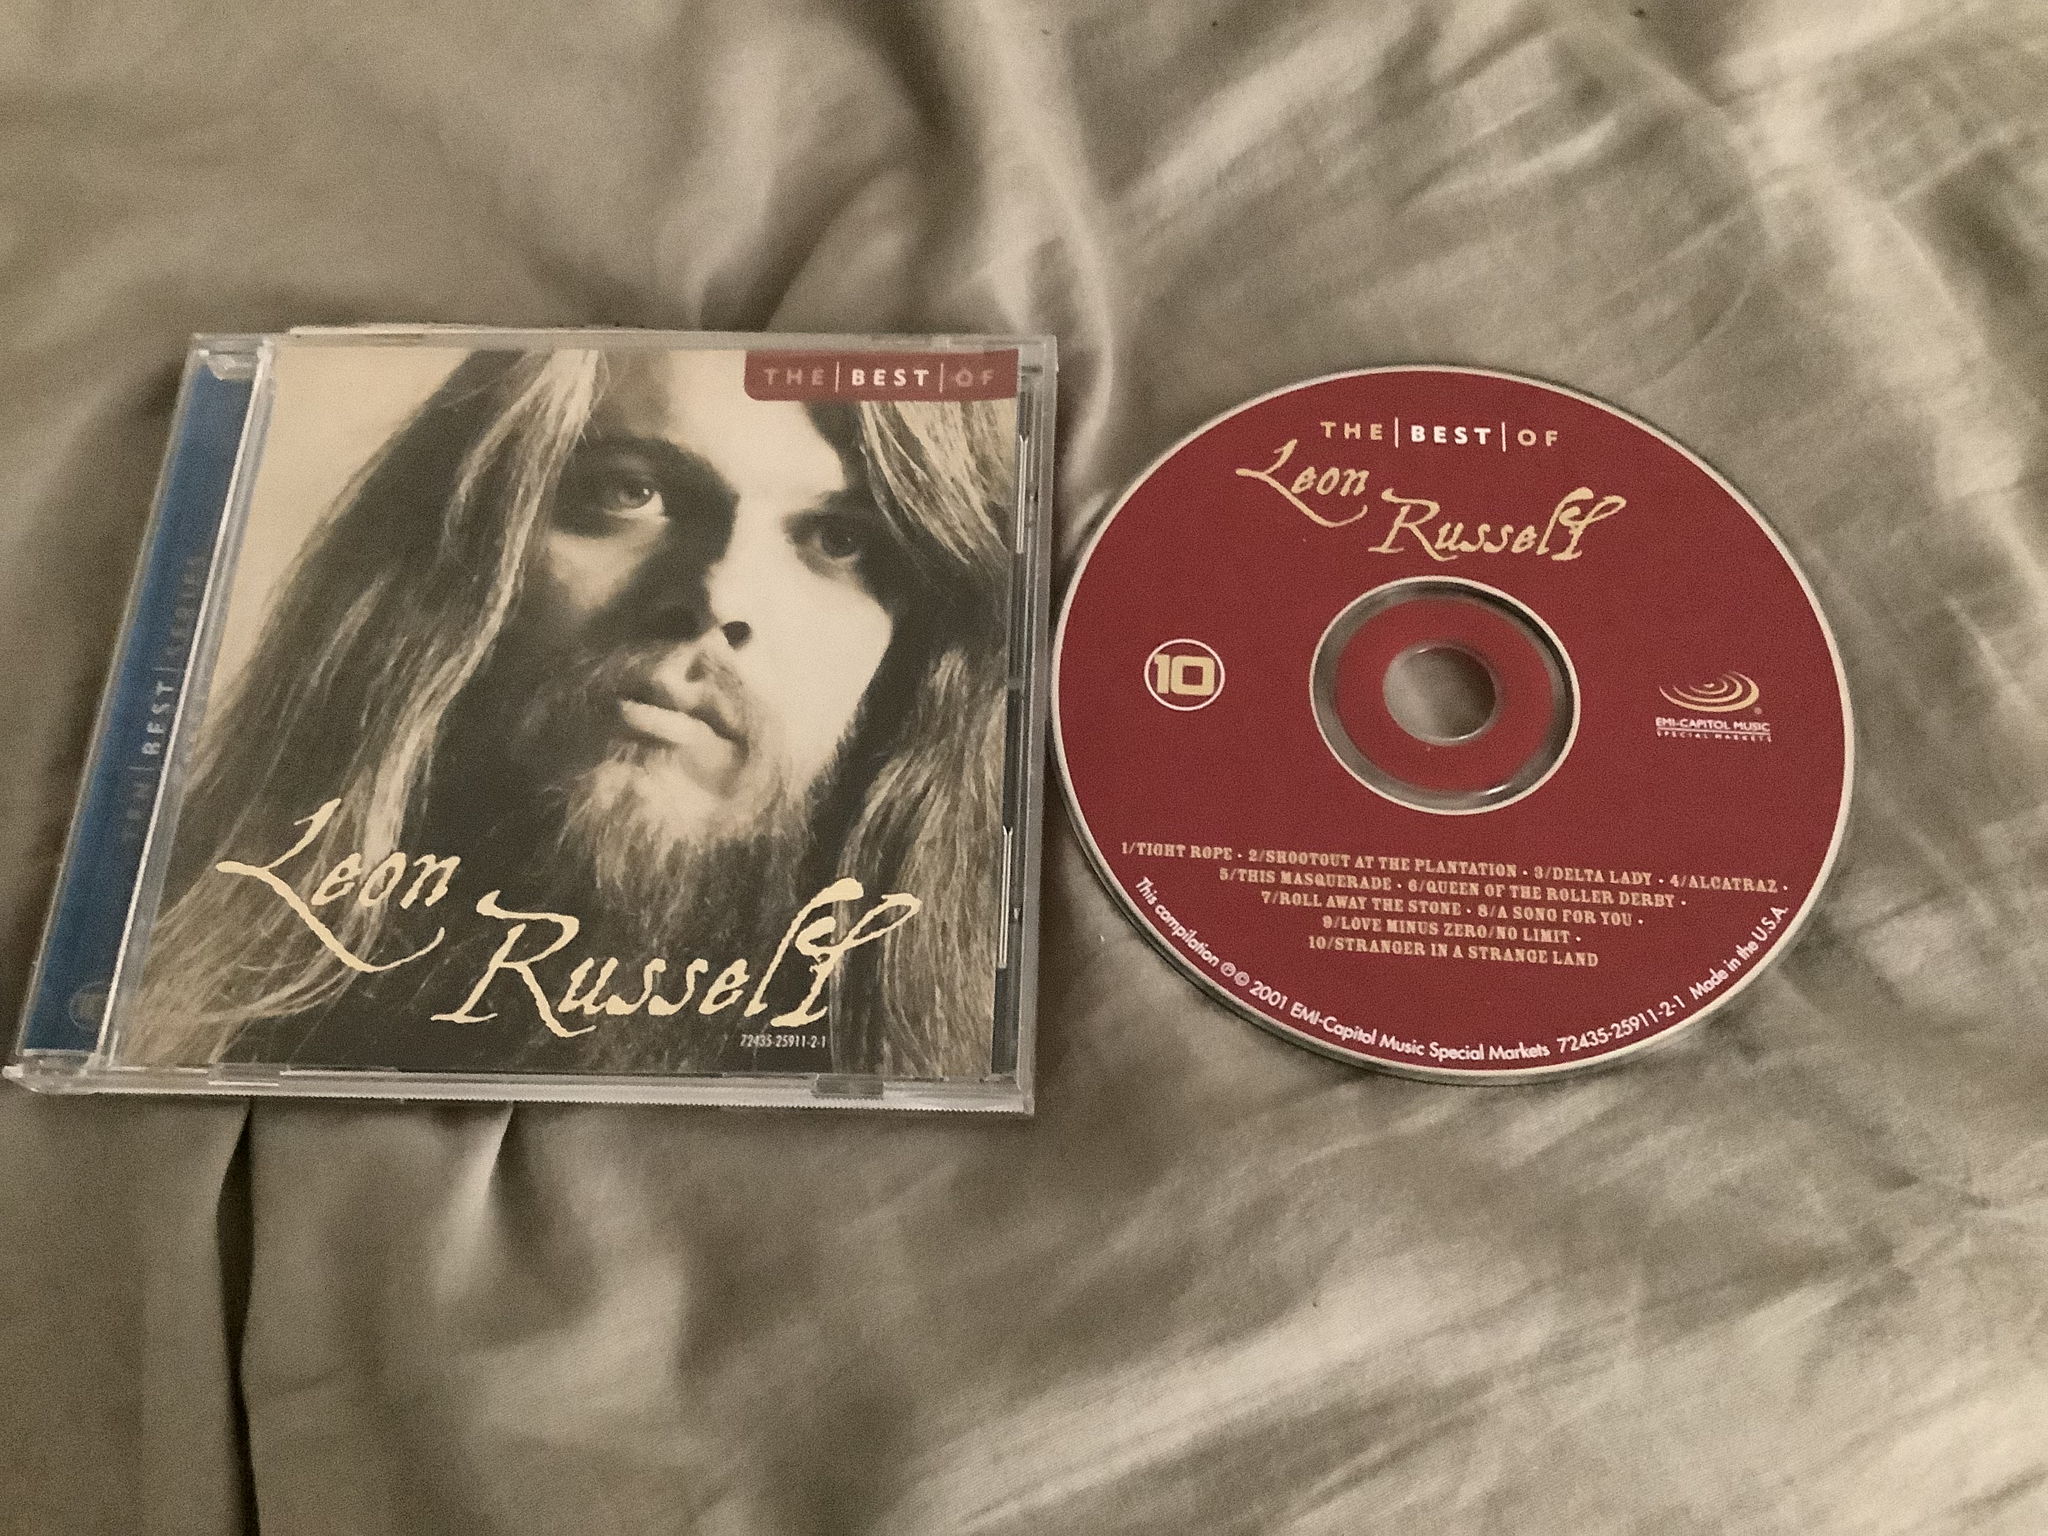 THE|BEST|OF
Leon
Russell
72435-25911-2-1
TEN|BEST|SERIES
THE|BEST|OF
Leon
Russell
10
EMI-CAPITOL MUSIC
SPECIAL MARKETS
1/TIGHT ROPE • 2/SHOOTOUT AT THE PLANTATION • 3/DELTA LADY • 4/ALCATRAZ •
5/THIS MASQUERADE • 6/QUEEN OF THE ROLLER DERBY •
7/ROLL AWAY THE STONE • 8/A SONG FOR YOU •
9/LOVE MINUS ZERO/NO LIMIT •
10/STRANGER IN A STRANGE LAND
This compilation ℗© 2001 EMI-Capitol Music Special Markets 72435-25911-2-1 Made in the U.S.A.